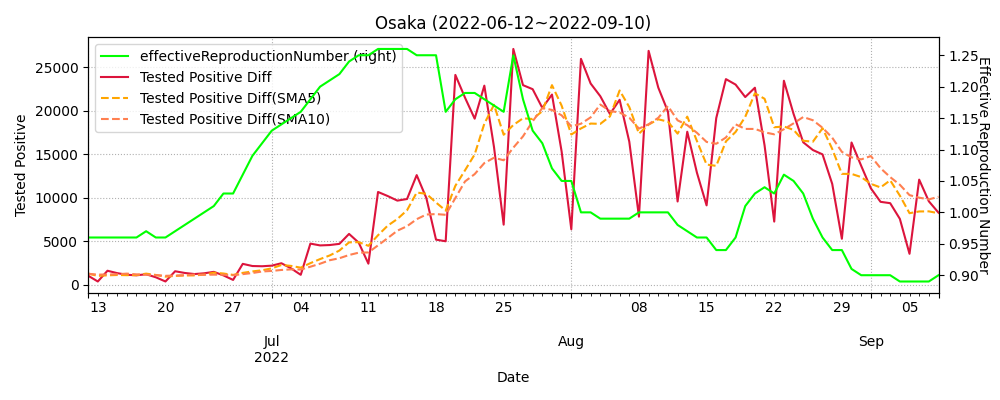 Osaka (2022-06-12~2022-09-10)
effectiveReproductionNumber (right)
Tested Positive Diff
Tested Positive Diff(SMA5)
Tested Positive Diff(SMA10)
Tested Positive
25000
20000
15000
10000
5000
0
1.25
1.20
1.15
1.10
1.05
1.00
0.95
0.90
Effective Reproduction Number
13 20 27 04 11 18 25 08 15 22 29 05
Jul Aug Sep
2022
Date